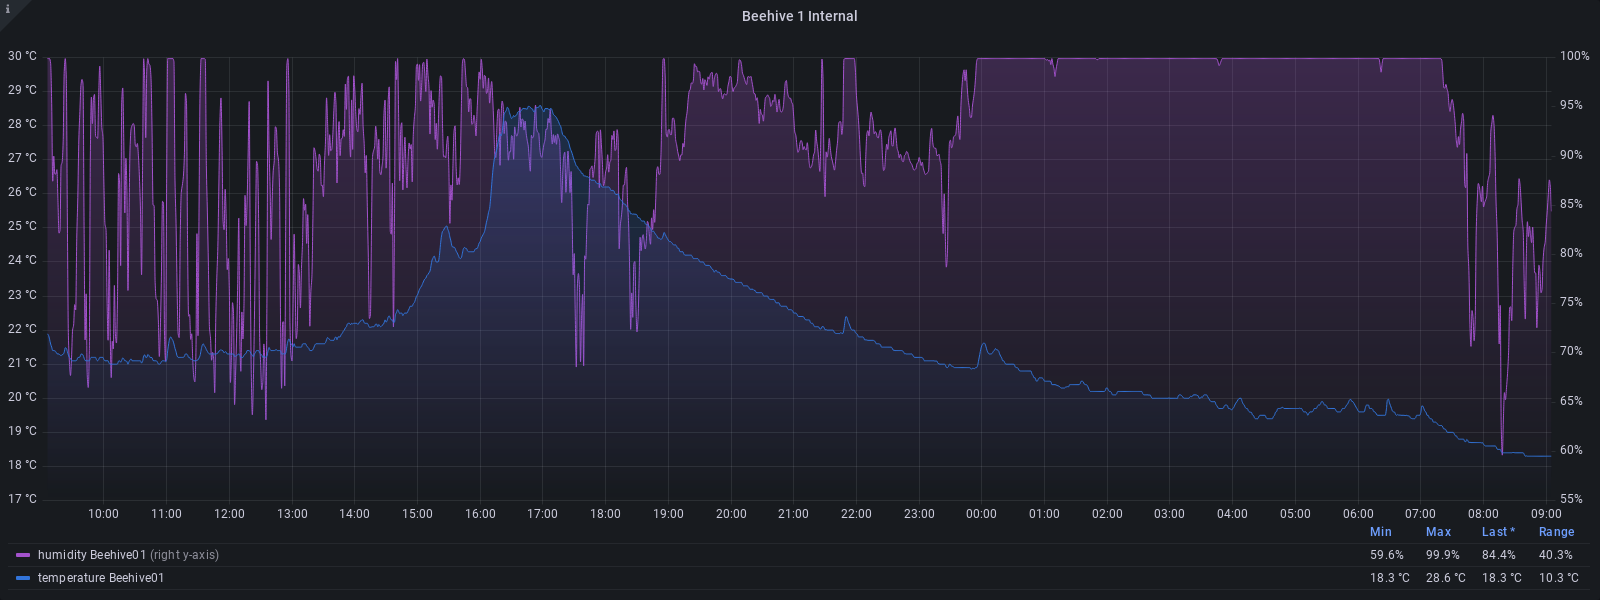 i
Beehive 1 Internal
30 °C
29 °C
28 °C
27 °C
26 °C
25 °C
24 °C
23 °C
22 °C
21 °C
20 °C
19 °C
18 °C
17 °C
100%
95%
90%
85%
80%
75%
70%
65%
60%
55%
10:00 11:00 12:00 13:00 14:00 15:00 16:00 17:00 18:00 19:00 20:00 21:00 22:00 23:00 00:00 01:00 02:00 03:00 04:00 05:00 06:00 07:00 08:00 09:00
Min Max Last * Range
humidity Beehive01 (right y-axis) 59.6% 99.9% 84.4% 40.3%
temperature Beehive01 18.3 °C 28.6 °C 18.3 °C 10.3 °C